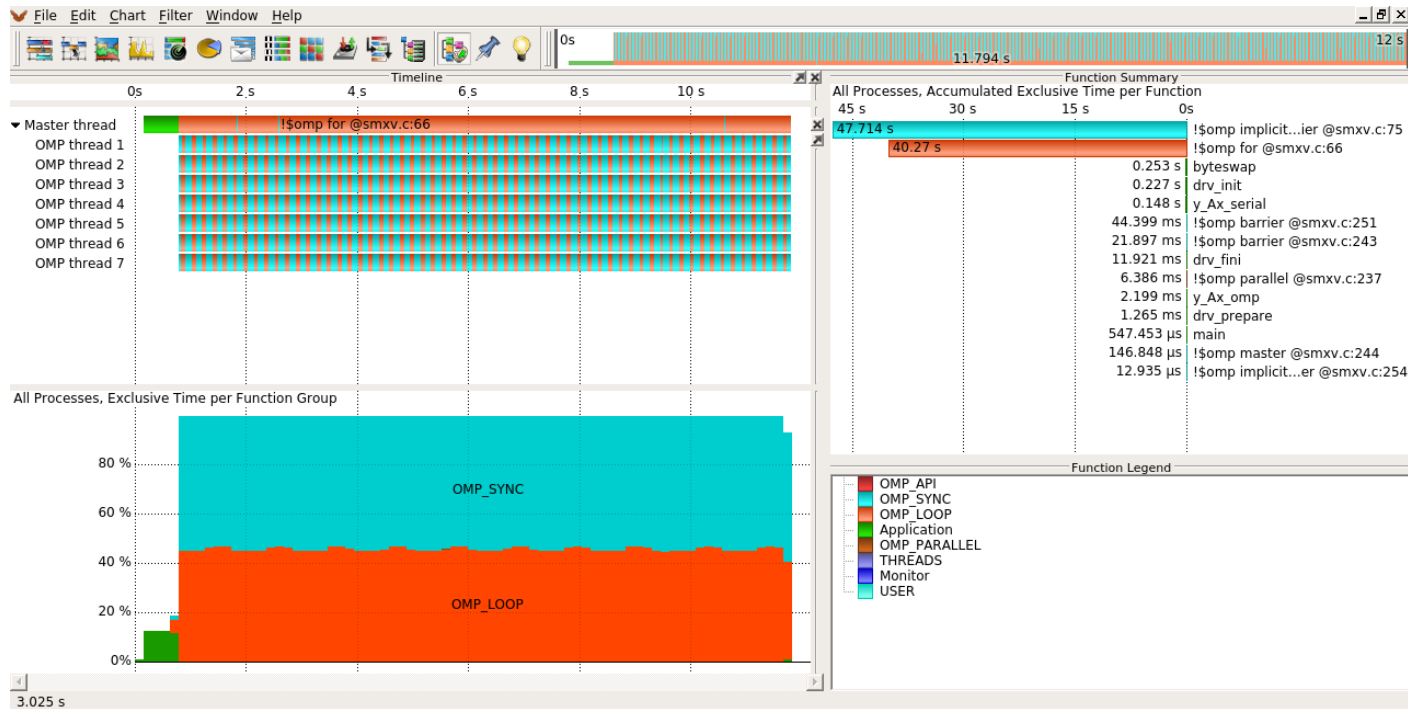 File Edit Chart Filter Window Help
0s 12 s
11.794 s
Timeline
0s 2 s 4 s 6 s 8 s 10 s
Master thread !$omp for @smxv.c:66
OMP thread 1
OMP thread 2
OMP thread 3
OMP thread 4
OMP thread 5
OMP thread 6
OMP thread 7
All Processes, Exclusive Time per Function Group
80 %
60 %
40 %
20 %
0%
OMP_SYNC
OMP_LOOP
3.025 s
Function Summary
All Processes, Accumulated Exclusive Time per Function
45 s 30 s 15 s 0s
47.714 s !$omp implicit...ier @smxv.c:75
40.27 s !$omp for @smxv.c:66
0.253 s byteswap
0.227 s drv_init
0.148 s y_Ax_serial
44.399 ms !$omp barrier @smxv.c:251
21.897 ms !$omp barrier @smxv.c:243
11.921 ms drv_fini
6.386 ms !$omp parallel @smxv.c:237
2.199 ms y_Ax_omp
1.265 ms drv_prepare
547.453 µs main
146.848 µs !$omp master @smxv.c:244
12.935 µs !$omp implicit...er @smxv.c:254
Function Legend
OMP_API
OMP_SYNC
OMP_LOOP
Application
OMP_PARALLEL
THREADS
Monitor
USER